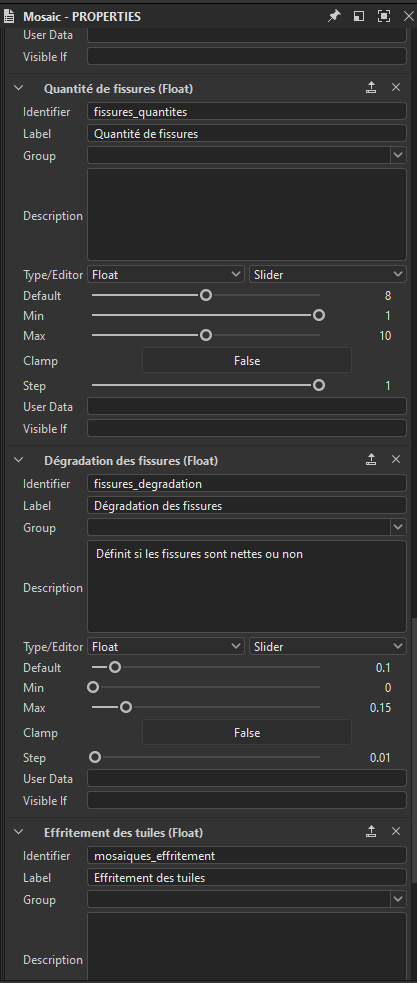 Mosaic - PROPERTIES
User Data
Visible If
Quantité de fissures (Float)
Identifier fissures_quantites
Label Quantité de fissures
Group
Description
Type/Editor Float Slider
Default 8
Min 1
Max 10
Clamp False
Step 1
User Data
Visible If
Dégradation des fissures (Float)
Identifier fissures_degradation
Label Dégradation des fissures
Group
Définit si les fissures sont nettes ou non
Description
Type/Editor Float Slider
Default 0.1
Min 0
Max 0.15
Clamp False
Step 0.01
User Data
Visible If
Effritement des tuiles (Float)
Identifier mosaiques_effritement
Label Effritement des tuiles
Group
Description